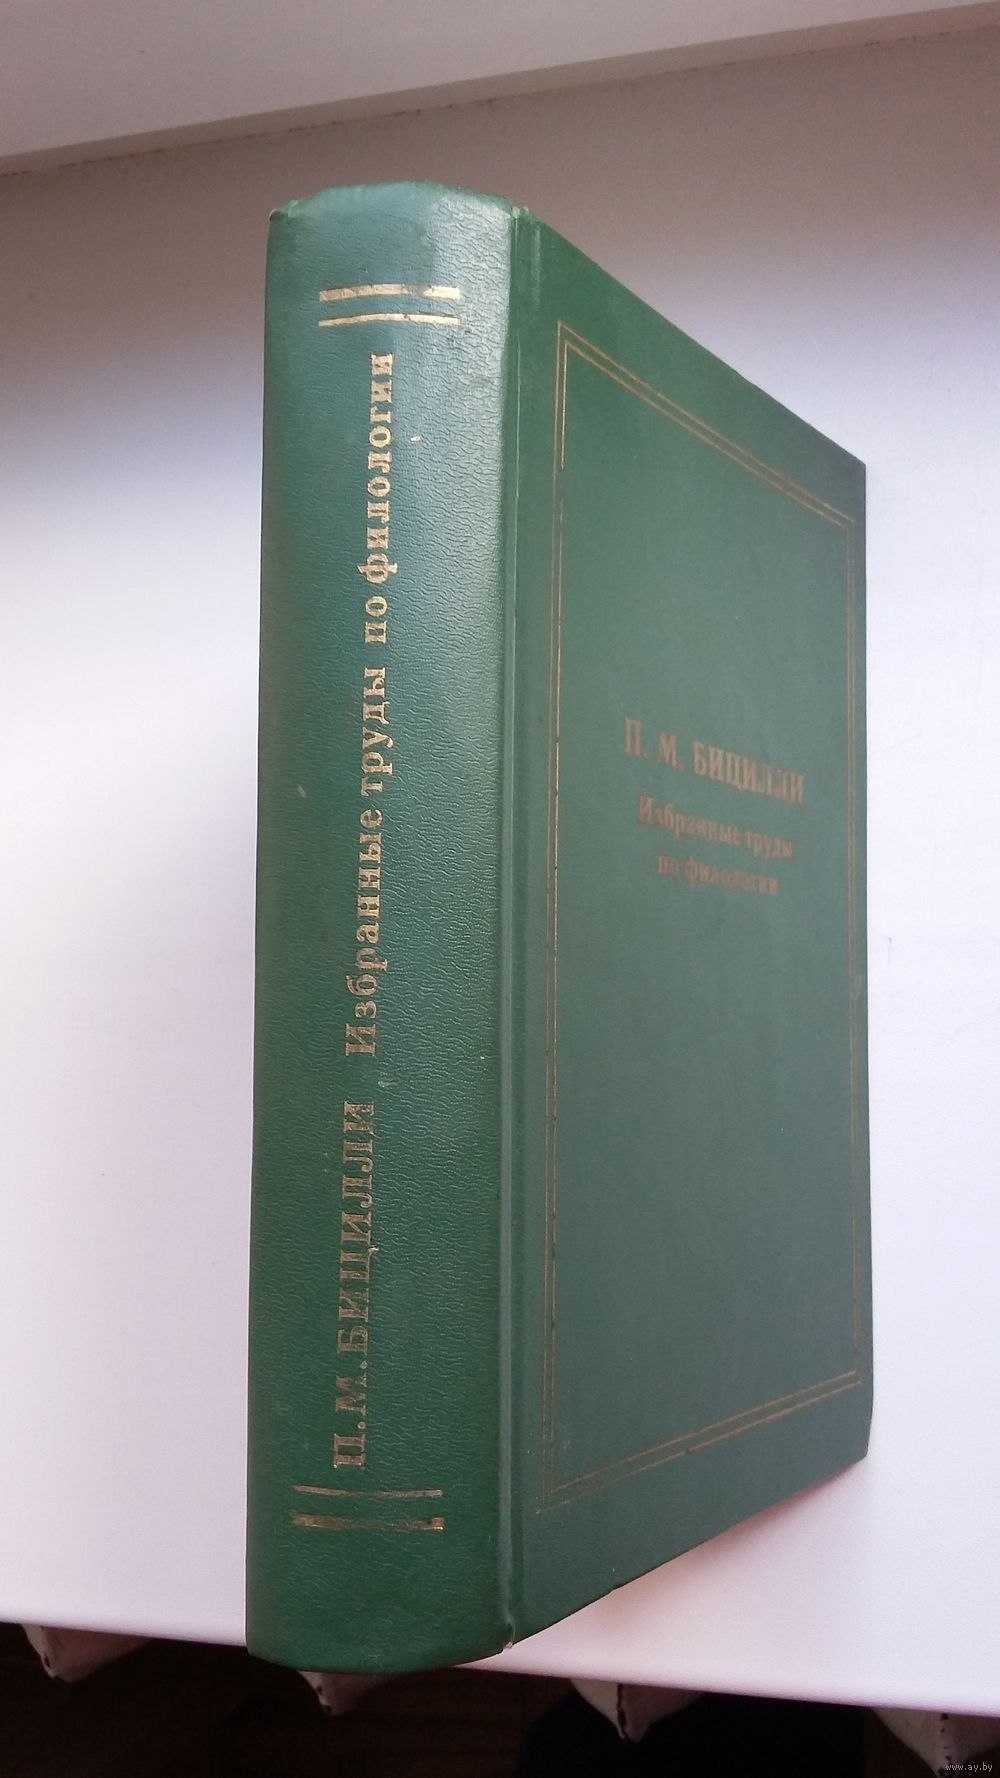 П. М. БИЦИЛЛИ Избранные труды по филологии
П. М. БИЦИЛЛИ
Избранные труды
по филологии
www.ay.by